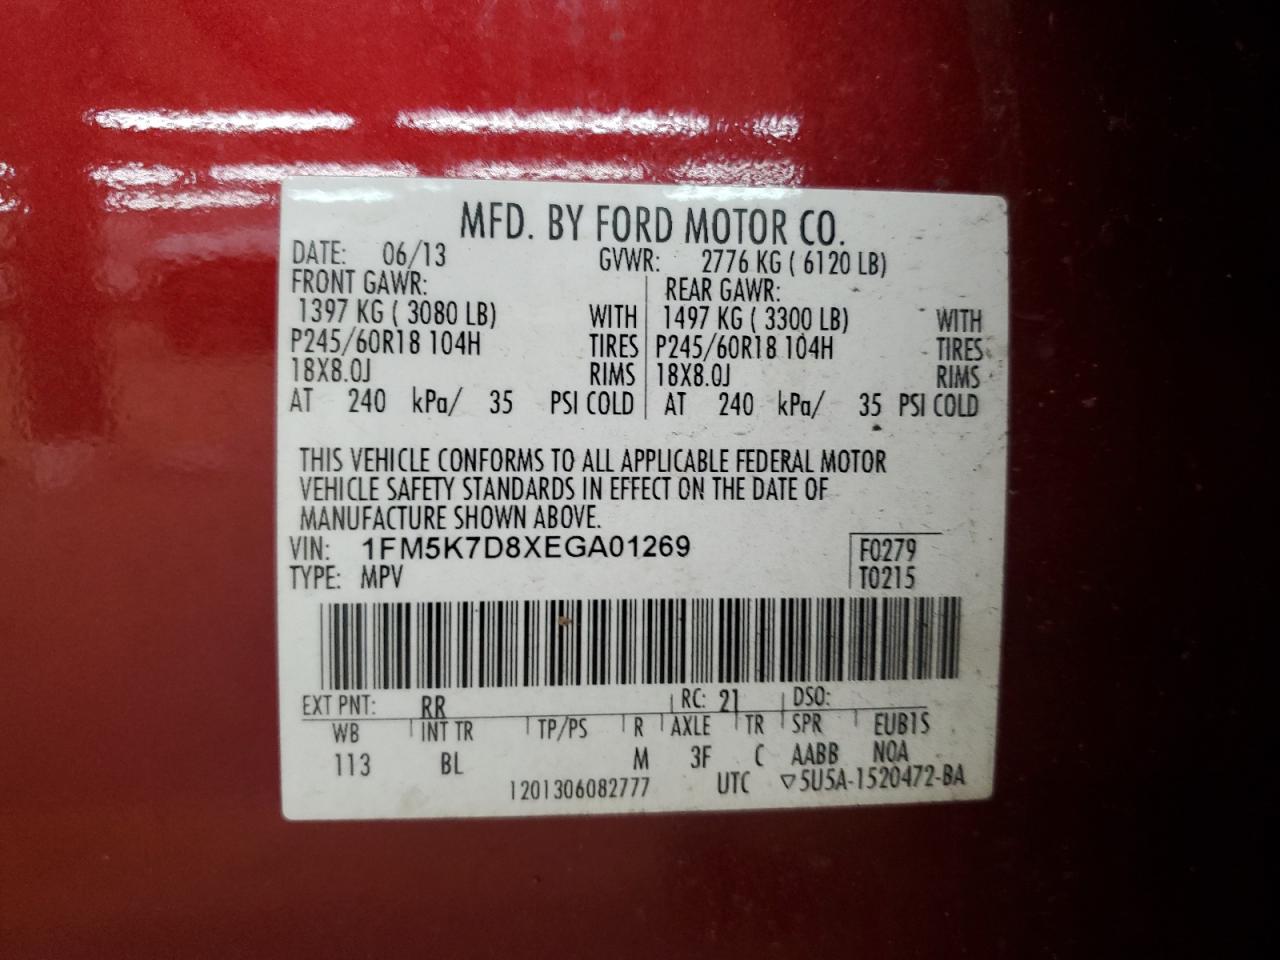 MFD. BY FORD MOTOR CO.
DATE: 06/13 GVWR: 2776 KG ( 6120 LB)
FRONT GAWR: REAR GAWR:
1397 KG ( 3080 LB) WITH 1497 KG ( 3300 LB) WITH
P245/60R18 104H TIRES P245/60R18 104H TIRES
18X8.0J RIMS 18X8.0J RIMS
AT 240 kPa/ 35 PSI COLD AT 240 kPa/ 35 PSI COLD
THIS VEHICLE CONFORMS TO ALL APPLICABLE FEDERAL MOTOR
VEHICLE SAFETY STANDARDS IN EFFECT ON THE DATE OF
MANUFACTURE SHOWN ABOVE.
VIN: 1FM5K7D8XEGA01269 F0279
TYPE: MPV T0215
EXT PNT: RR RC: 21 DSO:
WB INT TR TP/PS R AXLE TR SPR EUB1S
113 BL M 3F C AABB NOA
1201306082777 UTC ▽5U5A-1520472-BA